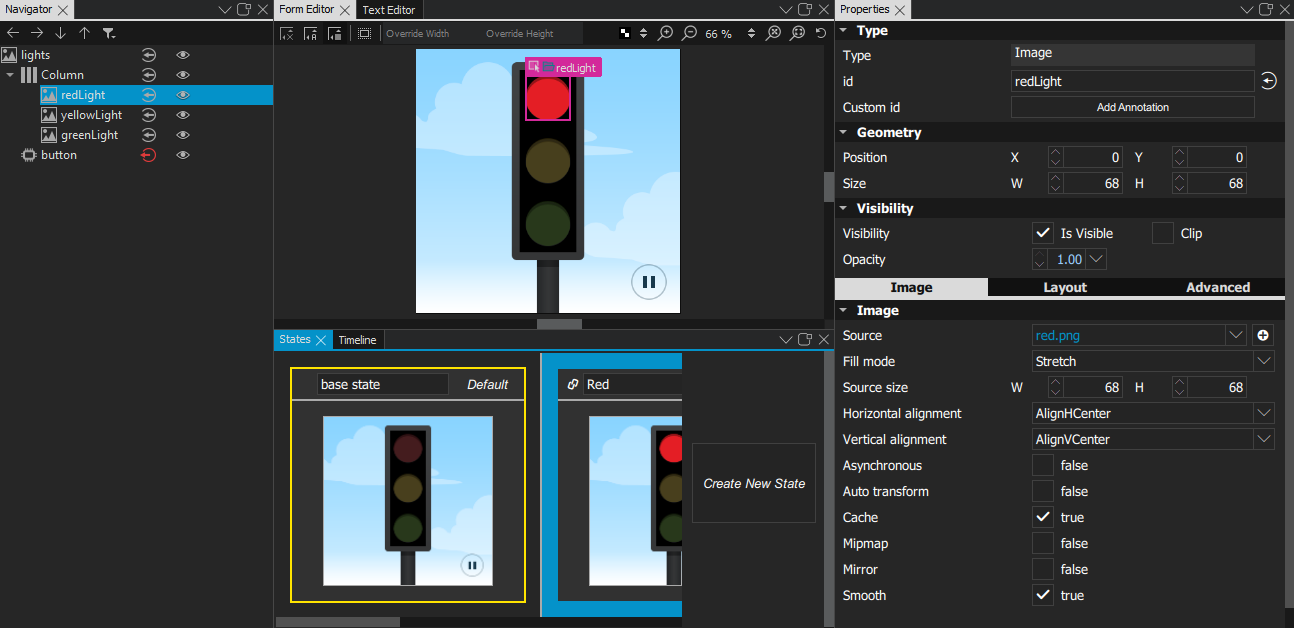 Navigator
lights
Column
redLight
yellowLight
greenLight
button
Form Editor
Text Editor
Override Width
Override Height
66 %
redLight
States
Timeline
base state
Default
Red
Create New State
Properties
Type
Type
Image
id
redLight
Custom id
Add Annotation
Geometry
Position
X
0
Y
0
Size
W
68
H
68
Visibility
Visibility
Is Visible
Clip
Opacity
1.00
Image
Layout
Advanced
Image
Source
red.png
Fill mode
Stretch
Source size
W
68
H
68
Horizontal alignment
AlignHCenter
Vertical alignment
AlignVCenter
Asynchronous
false
Auto transform
false
Cache
true
Mipmap
false
Mirror
false
Smooth
true